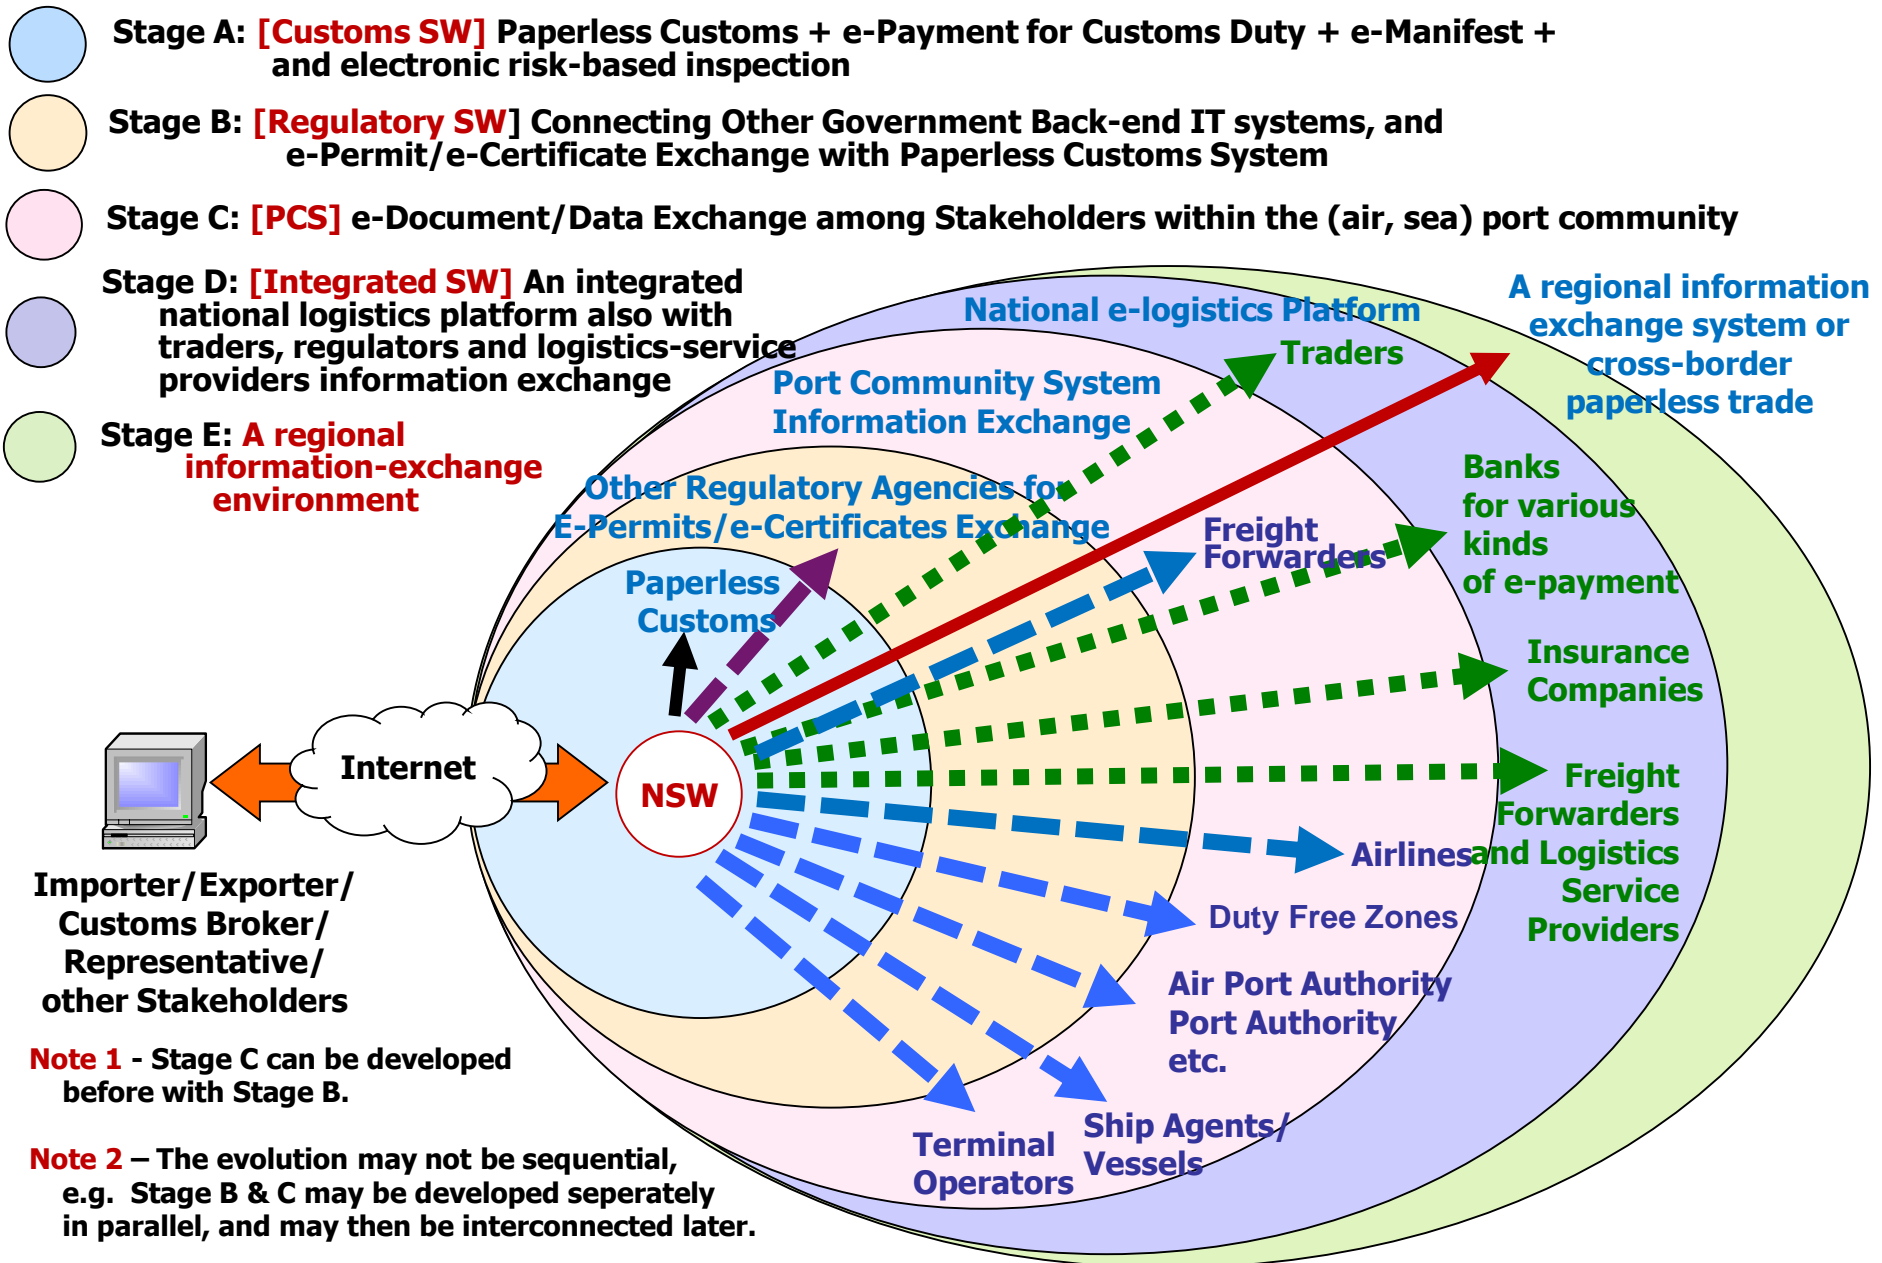 Stage A: [Customs SW] Paperless Customs + e-Payment for Customs Duty + e-Manifest +
and electronic risk-based inspection
Stage B: [Regulatory SW] Connecting Other Government Back-end IT systems, and
e-Permit/e-Certificate Exchange with Paperless Customs System
Stage C: [PCS] e-Document/Data Exchange among Stakeholders within the (air, sea) port community
Stage D: [Integrated SW] An integrated
national logistics platform also with
traders, regulators and logistics-service
providers information exchange
Stage E: A regional
information-exchange
environment
National e-logistics Platform
A regional information
exchange system or
cross-border
paperless trade
Traders
Port Community System
Information Exchange
Banks
for various
kinds
of e-payment
Other Regulatory Agencies for
E-Permits/e-Certificates Exchange
Freight
Forwarders
Paperless
Customs
Insurance
Companies
Internet
NSW
Freight
Forwarders
and Logistics
Service
Providers
Airlines
Duty Free Zones
Air Port Authority
Port Authority
etc.
Ship Agents/
Vessels
Terminal
Operators
Importer/Exporter/
Customs Broker/
Representative/
other Stakeholders
Note 1 - Stage C can be developed
before with Stage B.
Note 2 – The evolution may not be sequential,
e.g. Stage B & C may be developed seperately
in parallel, and may then be interconnected later.